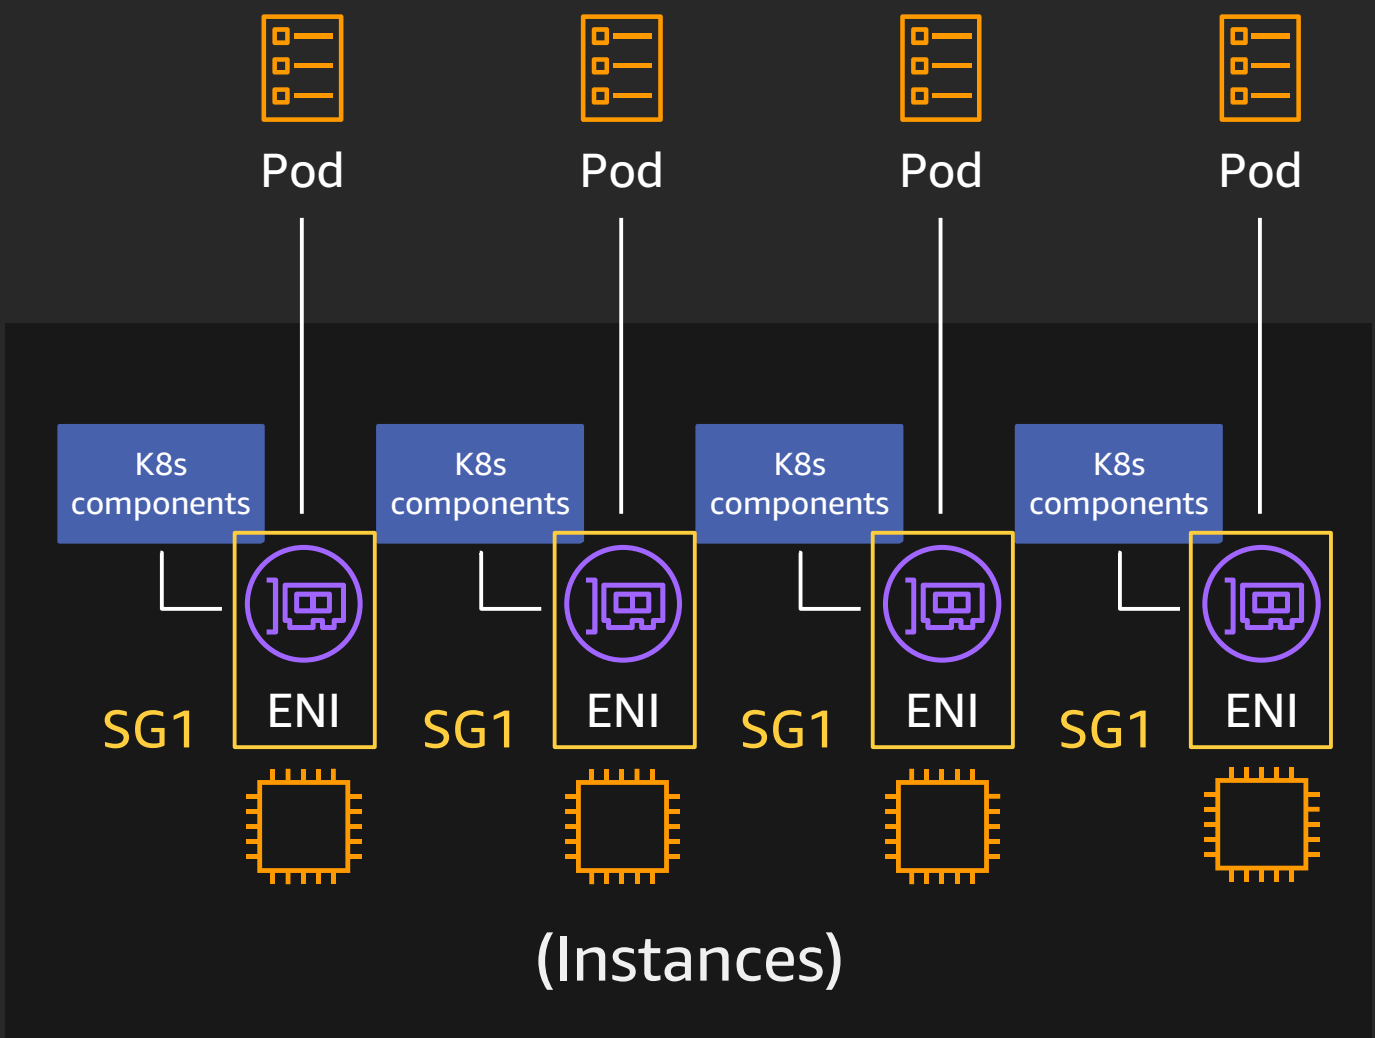 Pod
Pod
Pod
Pod
K8s
components
K8s
components
K8s
components
K8s
components
SG1
ENI
SG1
ENI
SG1
ENI
SG1
ENI
(Instances)